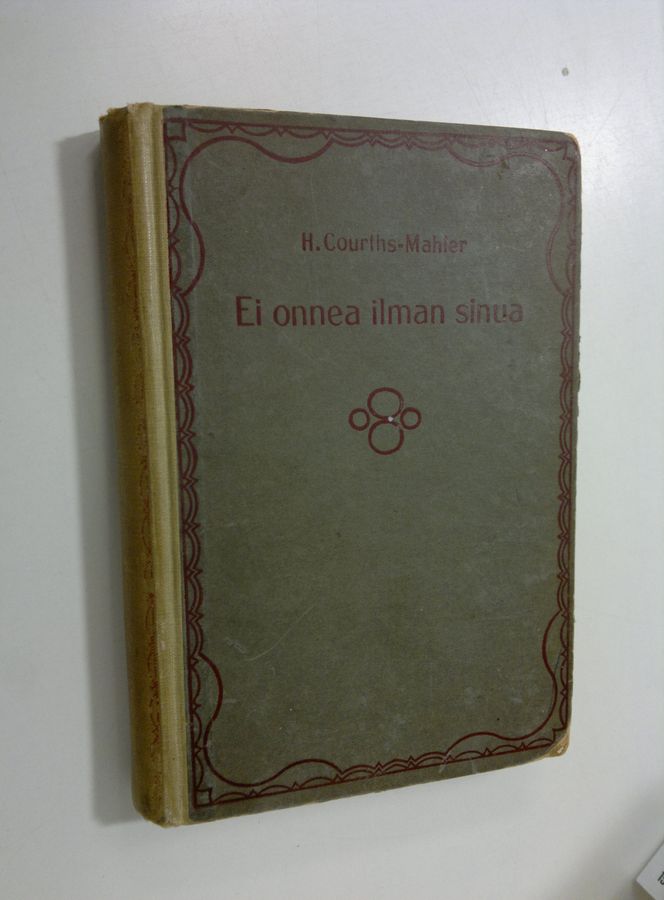 H. Courths-Mahler
Ei onnea ilman sinua